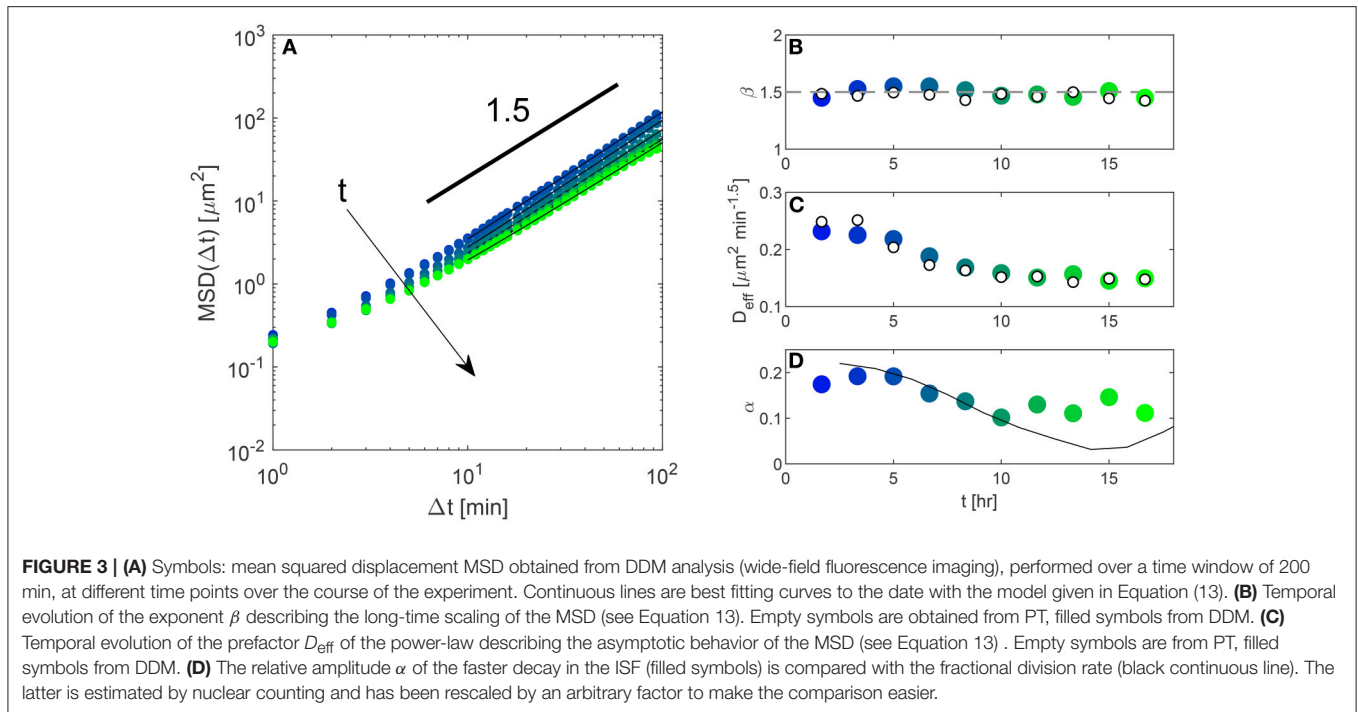 A
MSD(Δt) [μm²]
10³
10²
10¹
10⁰
10⁻¹
10⁻²
1.5
t
10⁰
10¹
10²
Δt [min]
B
β
2
1.5
1
0
5
10
15
C
D_eff [μm² min⁻¹·⁵]
0.3
0.2
0.1
0
5
10
15
D
α
0.2
0.1
0
0
5
10
15
t [hr]
FIGURE 3 | (A) Symbols: mean squared displacement MSD obtained from DDM analysis (wide-field fluorescence imaging), performed over a time window of 200
min, at different time points over the course of the experiment. Continuous lines are best fitting curves to the date with the model given in Equation (13). (B) Temporal
evolution of the exponent β describing the long-time scaling of the MSD (see Equation 13). Empty symbols are obtained from PT, filled symbols from DDM. (C)
Temporal evolution of the prefactor D_eff of the power-law describing the asymptotic behavior of the MSD (see Equation 13) . Empty symbols are from PT, filled
symbols from DDM. (D) The relative amplitude α of the faster decay in the ISF (filled symbols) is compared with the fractional division rate (black continuous line). The
latter is estimated by nuclear counting and has been rescaled by an arbitrary factor to make the comparison easier.